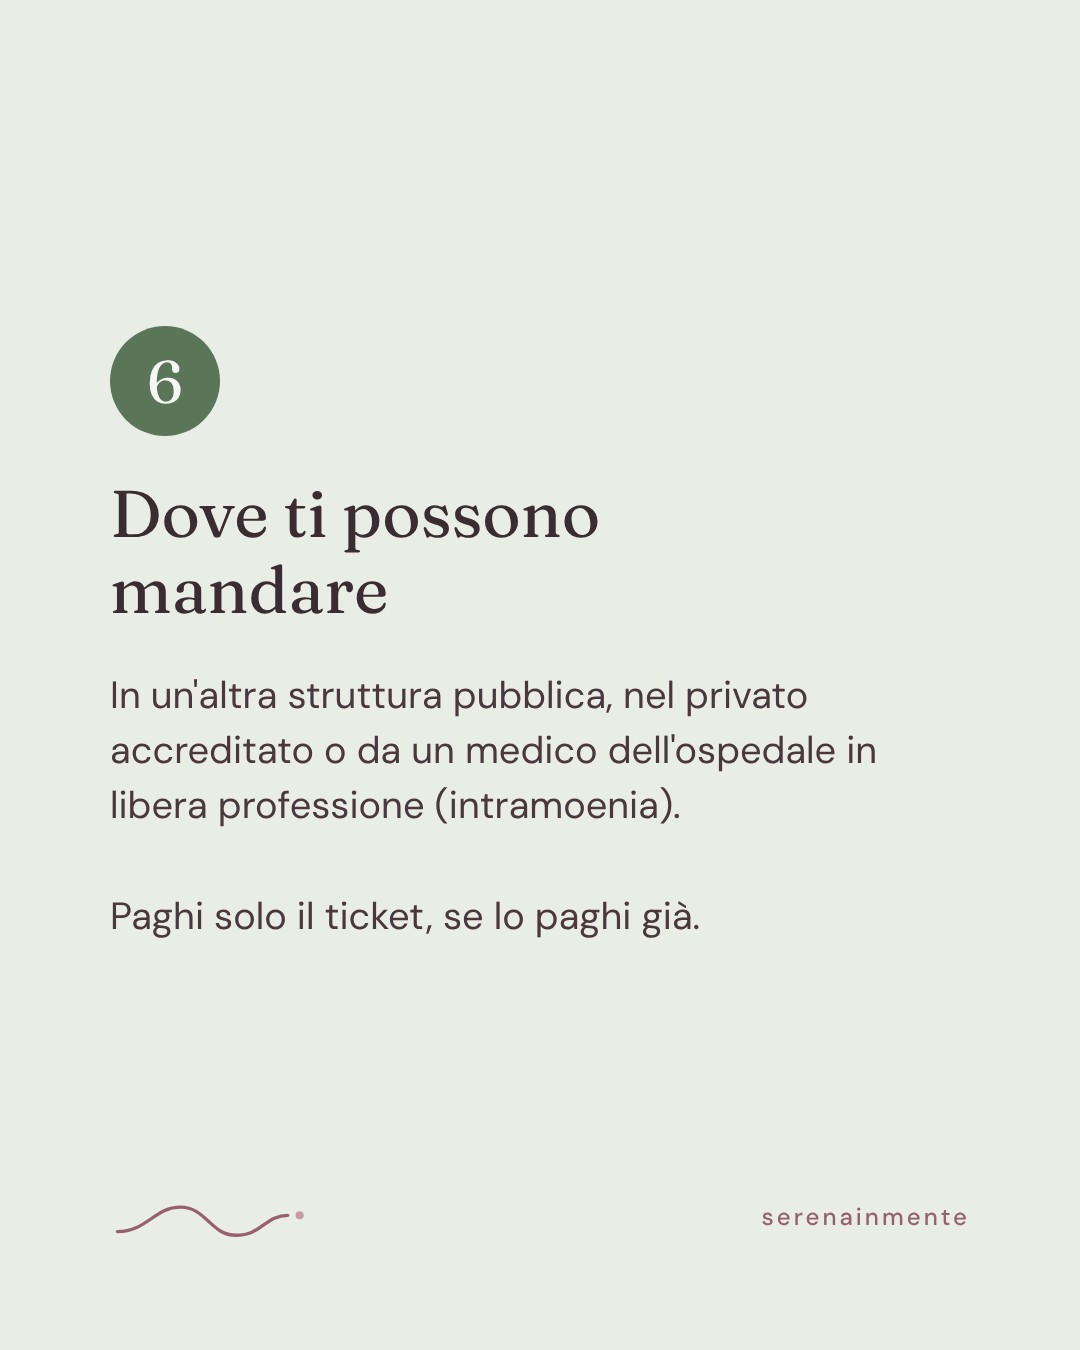 6
Dove ti possono
mandare
In un'altra struttura pubblica, nel privato
accreditato o da un medico dell'ospedale in
libera professione (intramoenia).
Paghi solo il ticket, se lo paghi già.
serenainmente